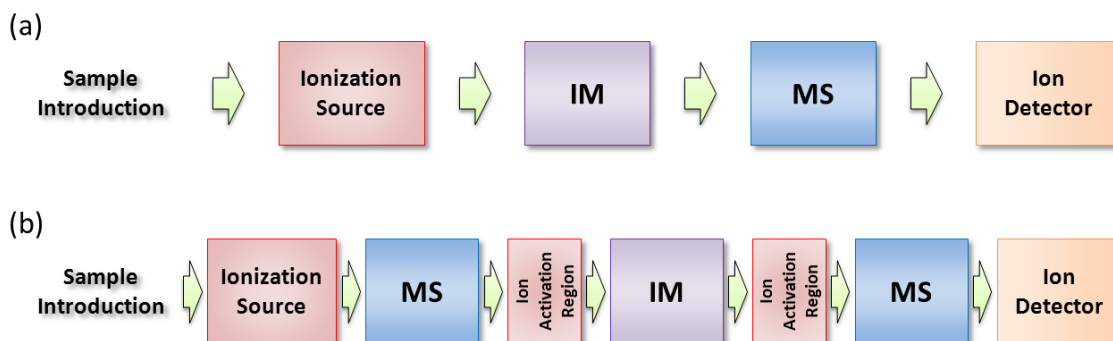 (a)
Sample
Introduction
Ionization
Source
IM
MS
Ion
Detector
(b)
Sample
Introduction
Ionization
Source
MS
Ion
Activation
Region
IM
Ion
Activation
Region
MS
Ion
Detector